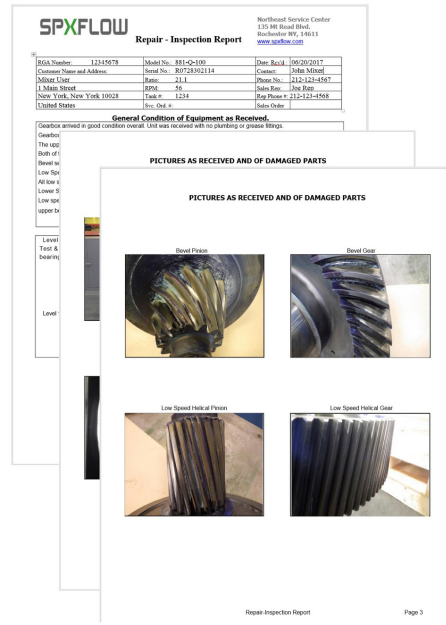 SPXFLOW
Repair - Inspection Report
Northeast Service Center
135 Mt Read Blvd.
Rochester NY, 14611
www.spxflow.com
RGA Number: 12345678 Model No.: 881-Q-100 Date Rec'd.: 06/20/2017
Customer Name and Address: Serial No.: R0728302114 Contact: John Mixer
Mixer User Ratio: 21.1 Phone No.: 212-123-4567
1 Main Street RPM: 56 Sales Rep: Joe Rep
New York, New York 10028 Tank #: 1234 Rep Phone #: 212-123-4568
United States Svc. Ord. #: Sales Order
General Condition of Equipment as Received.
Gearbox arrived in good condition overall. Unit was received with no plumbing or grease fittings.
Gearbox
The upp
Both of
Bevel se
Low Spe
All low s
Lower S
Low spe
upper be
Level
Test &
bearing
Level
PICTURES AS RECEIVED AND OF DAMAGED PARTS
PICTURES AS RECEIVED AND OF DAMAGED PARTS
Bevel Pinion Bevel Gear
Low Speed Helical Pinion Low Speed Helical Gear
Repair-Inspection Report Page 3